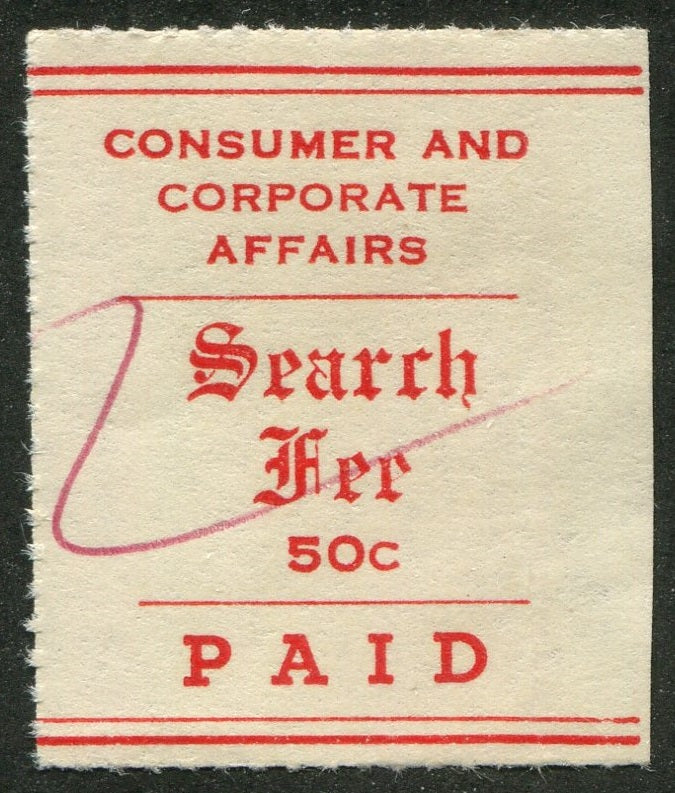 CONSUMER AND
CORPORATE
AFFAIRS
Search
Fee
50C
PAID